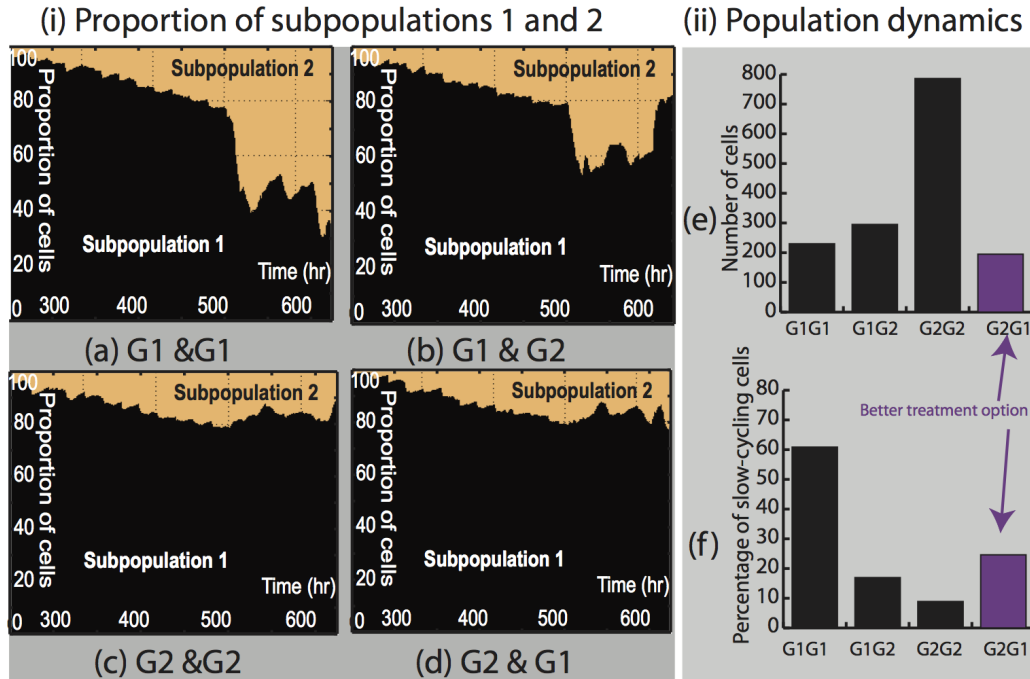 (i) Proportion of subpopulations 1 and 2
(ii) Population dynamics
100
80
60
40
20
0
Proportion of cells
Subpopulation 2
Subpopulation 1
Time (hr)
300
400
500
600
(a) G1 &G1
100
80
60
40
20
0
Proportion of cells
Subpopulation 2
Subpopulation 1
Time (hr)
300
400
500
600
(b) G1 & G2
100
80
60
40
20
0
Proportion of cells
Subpopulation 2
Subpopulation 1
Time (hr)
300
400
500
600
(c) G2 &G2
100
80
60
40
20
0
Proportion of cells
Subpopulation 2
Subpopulation 1
Time (hr)
300
400
500
600
(d) G2 & G1
(e)
Number of cells
800
700
600
500
400
300
200
100
0
G1G1 G1G2 G2G2 G2G1
Better treatment option
(f)
Percentage of slow-cycling cells
80
70
60
50
40
30
20
10
0
G1G1 G1G2 G2G2 G2G1